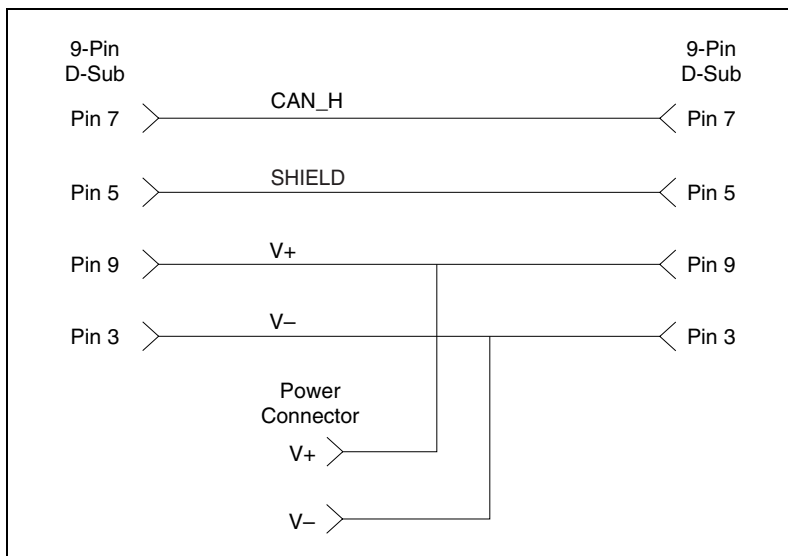 9-Pin
D-Sub
9-Pin
D-Sub
Pin 7
CAN_H
Pin 7
Pin 5
SHIELD
Pin 5
Pin 9
V+
Pin 9
Pin 3
V–
Pin 3
Power
Connector
V+
V–